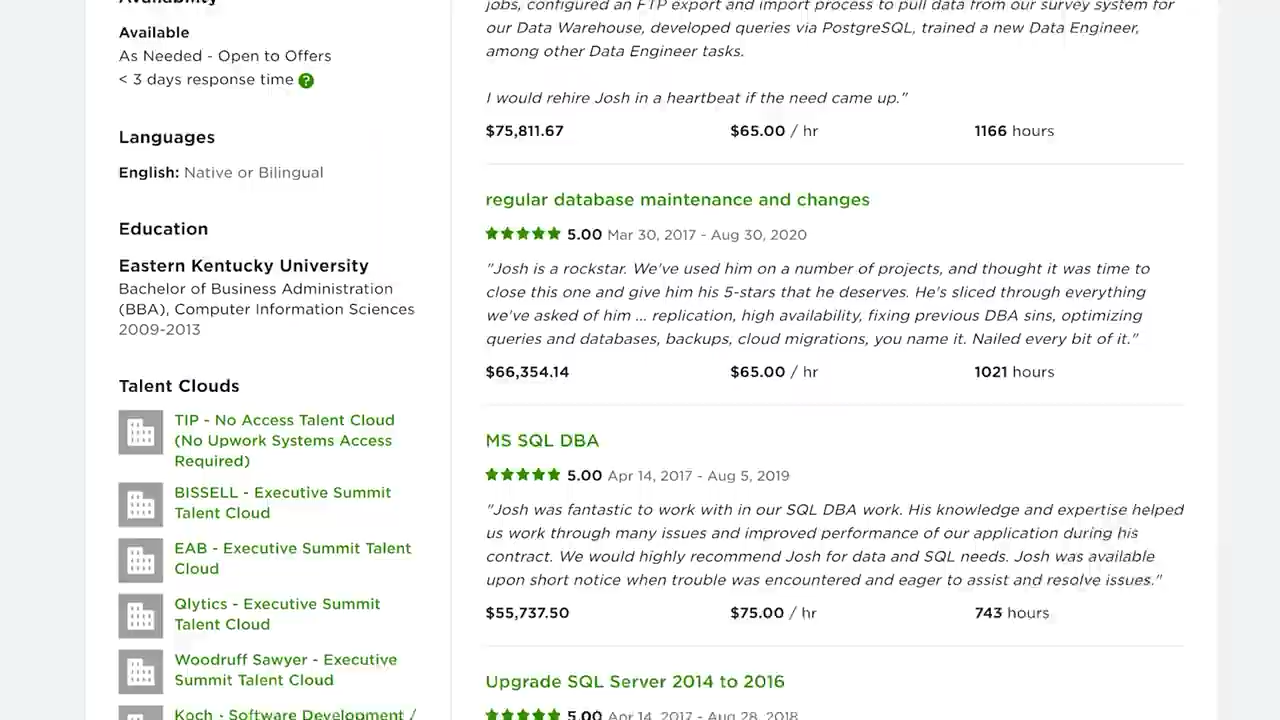 Availability
Available
As Needed - Open to Offers
< 3 days response time ?
Languages
English: Native or Bilingual
Education
Eastern Kentucky University
Bachelor of Business Administration
(BBA), Computer Information Sciences
2009-2013
Talent Clouds
TIP - No Access Talent Cloud
(No Upwork Systems Access
Required)
BISSELL - Executive Summit
Talent Cloud
EAB - Executive Summit Talent
Cloud
Qlytics - Executive Summit
Talent Cloud
Woodruff Sawyer - Executive
Summit Talent Cloud
Koch - Software Development /
jobs, configured an FTP export and import process to pull data from our survey system for
our Data Warehouse, developed queries via PostgreSQL, trained a new Data Engineer,
among other Data Engineer tasks.
I would rehire Josh in a heartbeat if the need came up."
$75,811.67 $65.00 / hr 1166 hours
regular database maintenance and changes
5.00 Mar 30, 2017 - Aug 30, 2020
"Josh is a rockstar. We've used him on a number of projects, and thought it was time to
close this one and give him his 5-stars that he deserves. He's sliced through everything
we've asked of him ... replication, high availability, fixing previous DBA sins, optimizing
queries and databases, backups, cloud migrations, you name it. Nailed every bit of it."
$66,354.14 $65.00 / hr 1021 hours
MS SQL DBA
5.00 Apr 14, 2017 - Aug 5, 2019
"Josh was fantastic to work with in our SQL DBA work. His knowledge and expertise helped
us work through many issues and improved performance of our application during his
contract. We would highly recommend Josh for data and SQL needs. Josh was available
upon short notice when trouble was encountered and eager to assist and resolve issues."
$55,737.50 $75.00 / hr 743 hours
Upgrade SQL Server 2014 to 2016
5.00 Apr 14, 2017 - Aug 28, 2018